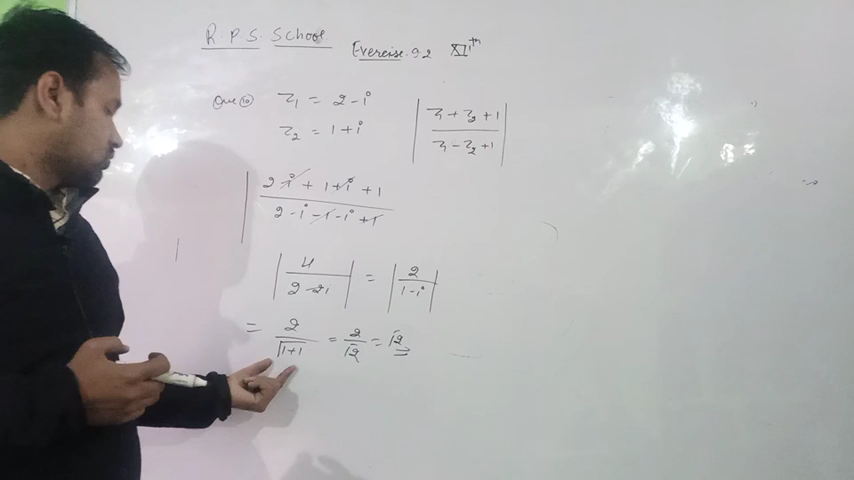 R.P.S. School
Exercise 9.2 XIth
Que 10 z1 = 2 - i
z2 = 1 + i
| z1 + z2 + 1 / z1 - z2 + 1 |
| 2 - i + 1 + i + 1 / 2 - i - 1 - i + 1 |
| 4 / 2 - 2i | = | 2 / 1 - i |
= 2 / √1+1 = 2 / √2 = √2